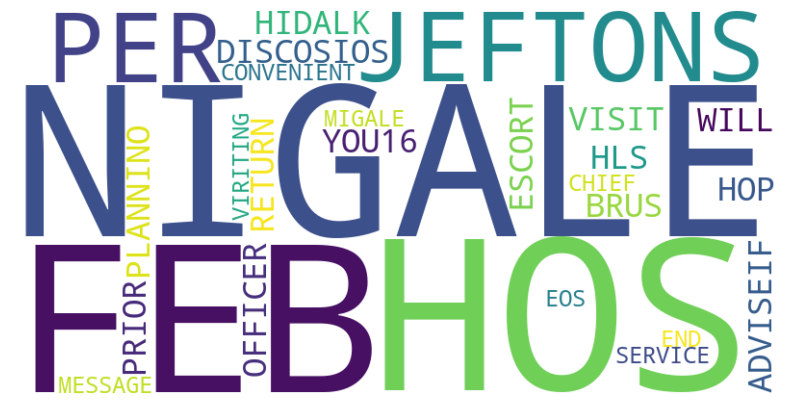 PER
HIDALK
DISCOSIOS
CONVENIENT
JEFTONS
NIGALE
PLANNINO
VIRITING
RETURN
MIGALE
YOU16
ESCORT
VISIT
WILL
HLS
CHIEF
BRUS
HOP
FEB
HOS
PRIOR
OFFICER
MESSAGE
EOS
END
SERVICE
ADVISEIF